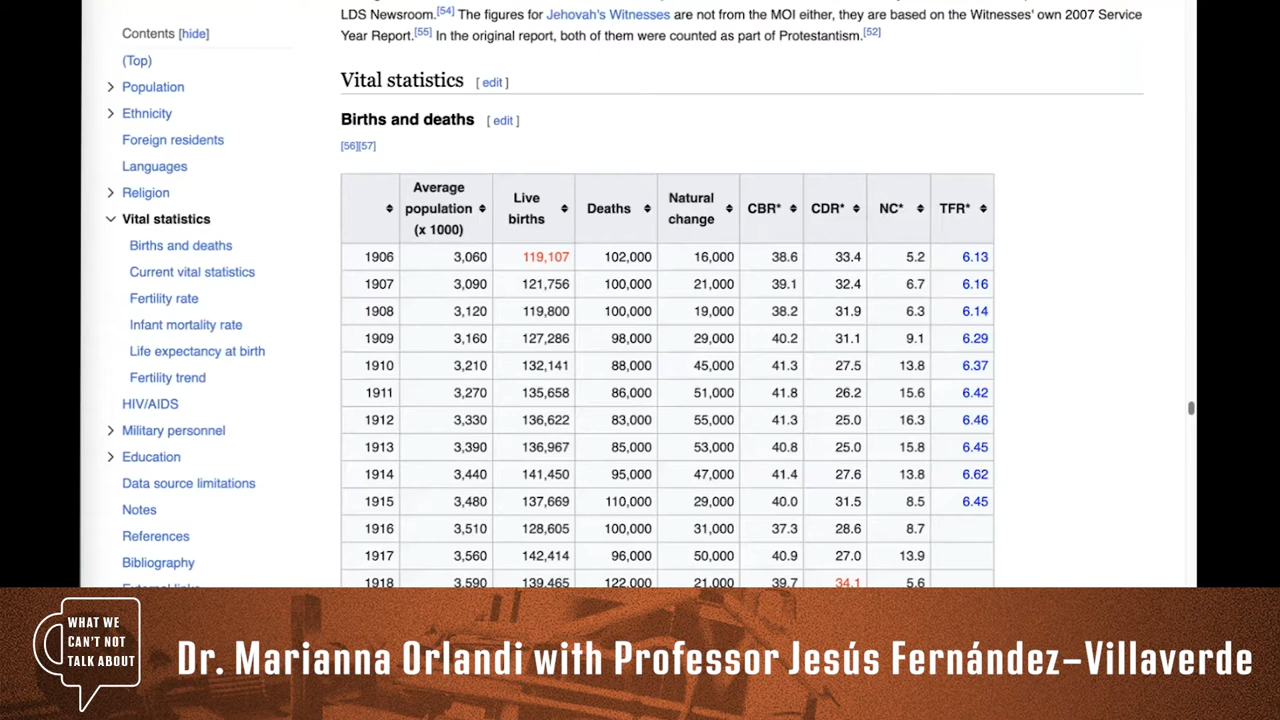 LDS Newsroom.[54] The figures for Jehovah's Witnesses are not from the MOI either, they are based on the Witnesses' own 2007 Service
Year Report.[55] In the original report, both of them were counted as part of Protestantism.[52]
Contents [hide]
(Top)
Population
Ethnicity
Foreign residents
Languages
Religion
Vital statistics
Births and deaths
Current vital statistics
Fertility rate
Infant mortality rate
Life expectancy at birth
Fertility trend
HIV/AIDS
Military personnel
Education
Data source limitations
Notes
References
Bibliography
External links
Vital statistics [ edit ]
Births and deaths [ edit ]
[56][57]
Average population (x 1000) Live births Deaths Natural change CBR* CDR* NC* TFR*
1906 3,060 119,107 102,000 16,000 38.6 33.4 5.2 6.13
1907 3,090 121,756 100,000 21,000 39.1 32.4 6.7 6.16
1908 3,120 119,800 100,000 19,000 38.2 31.9 6.3 6.14
1909 3,160 127,286 98,000 29,000 40.2 31.1 9.1 6.29
1910 3,210 132,141 88,000 45,000 41.3 27.5 13.8 6.37
1911 3,270 135,658 86,000 51,000 41.8 26.2 15.6 6.42
1912 3,330 136,622 83,000 55,000 41.3 25.0 16.3 6.46
1913 3,390 136,967 85,000 53,000 40.8 25.0 15.8 6.45
1914 3,440 141,450 95,000 47,000 41.4 27.6 13.8 6.62
1915 3,480 137,669 110,000 29,000 40.0 31.5 8.5 6.45
1916 3,510 128,605 100,000 31,000 37.3 28.6 8.7
1917 3,560 142,414 96,000 50,000 40.9 27.0 13.9
1918 3,590 139,465 122,000 21,000 39.7 34.1 5.6
WHAT WE
CAN'T NOT
TALK ABOUT
Dr. Marianna Orlandi with Professor Jesús Fernández–Villaverde